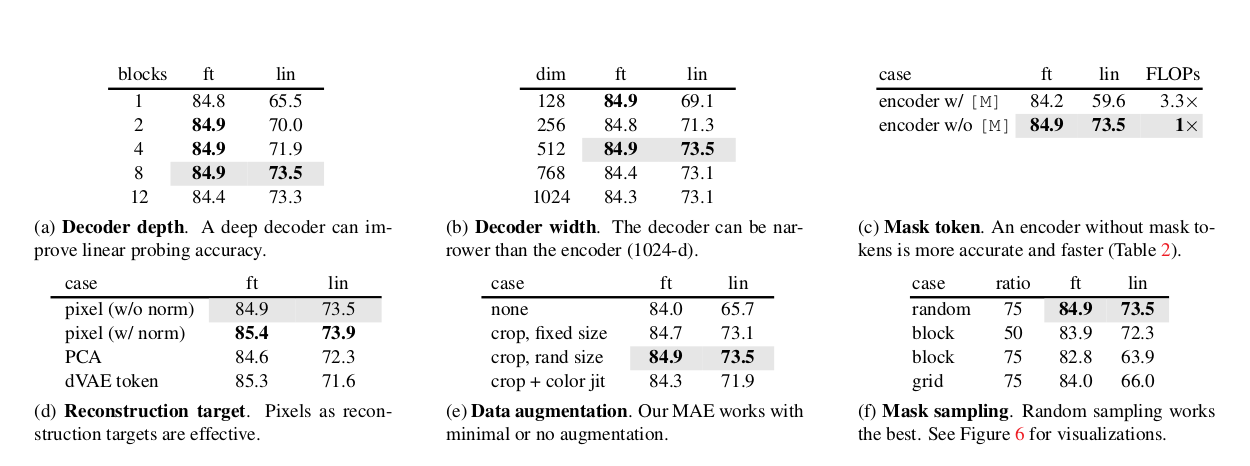 blocks ft lin
1 84.8 65.5
2 84.9 70.0
4 84.9 71.9
8 84.9 73.5
12 84.4 73.3
(a) Decoder depth. A deep decoder can im-
prove linear probing accuracy.
dim ft lin
128 84.9 69.1
256 84.8 71.3
512 84.9 73.5
768 84.4 73.1
1024 84.3 73.1
(b) Decoder width. The decoder can be nar-
rower than the encoder (1024-d).
case ft lin FLOPs
encoder w/ [M] 84.2 59.6 3.3×
encoder w/o [M] 84.9 73.5 1×
(c) Mask token. An encoder without mask to-
kens is more accurate and faster (Table 2).
case ft lin
pixel (w/o norm) 84.9 73.5
pixel (w/ norm) 85.4 73.9
PCA 84.6 72.3
dVAE token 85.3 71.6
(d) Reconstruction target. Pixels as recon-
struction targets are effective.
case ft lin
none 84.0 65.7
crop, fixed size 84.7 73.1
crop, rand size 84.9 73.5
crop + color jit 84.3 71.9
(e) Data augmentation. Our MAE works with
minimal or no augmentation.
case ratio ft lin
random 75 84.9 73.5
block 50 83.9 72.3
block 75 82.8 63.9
grid 75 84.0 66.0
(f) Mask sampling. Random sampling works
the best. See Figure 6 for visualizations.